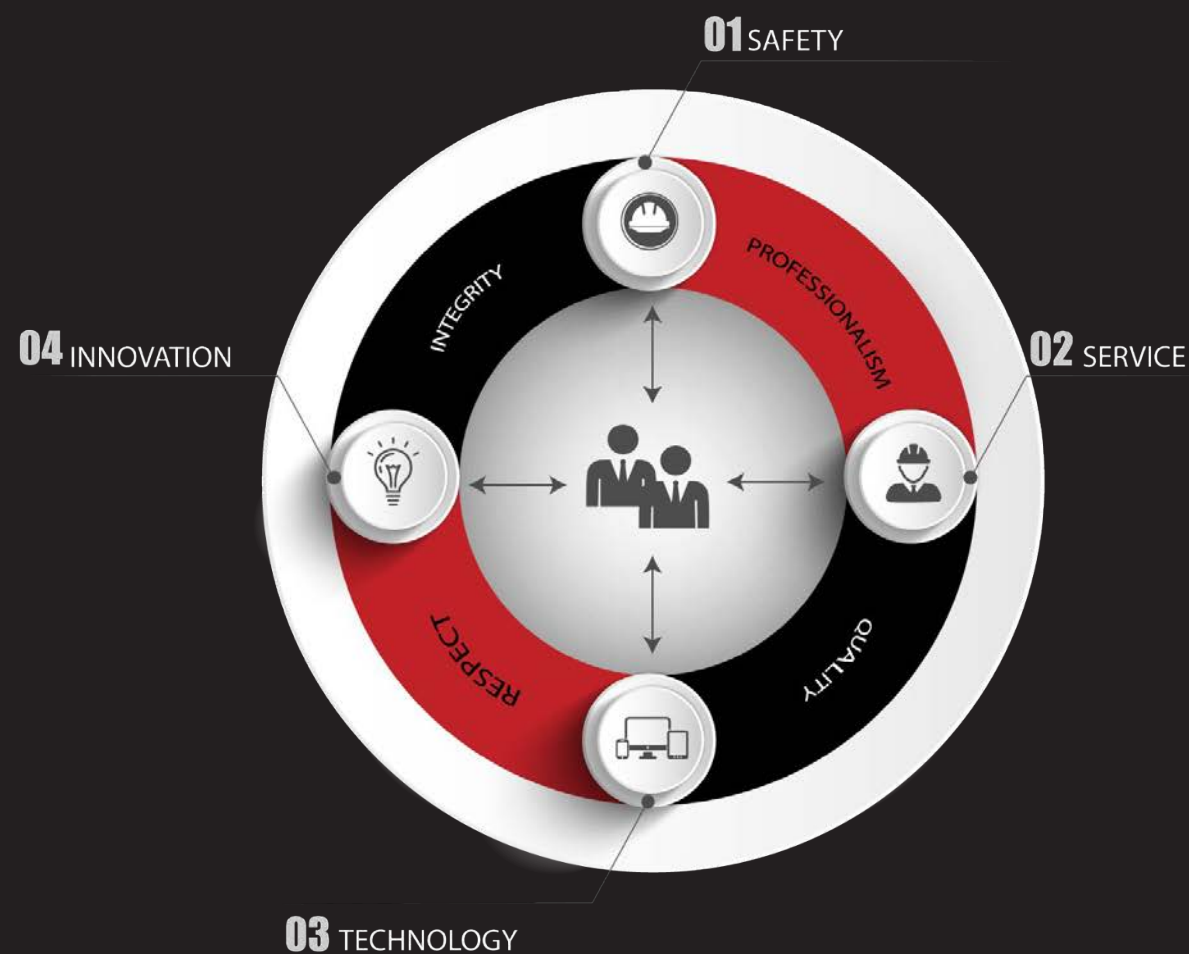 01 SAFETY
PROFESSIONALISM
INTEGRITY
04 INNOVATION
02 SERVICE
RESPECT
QUALITY
03 TECHNOLOGY